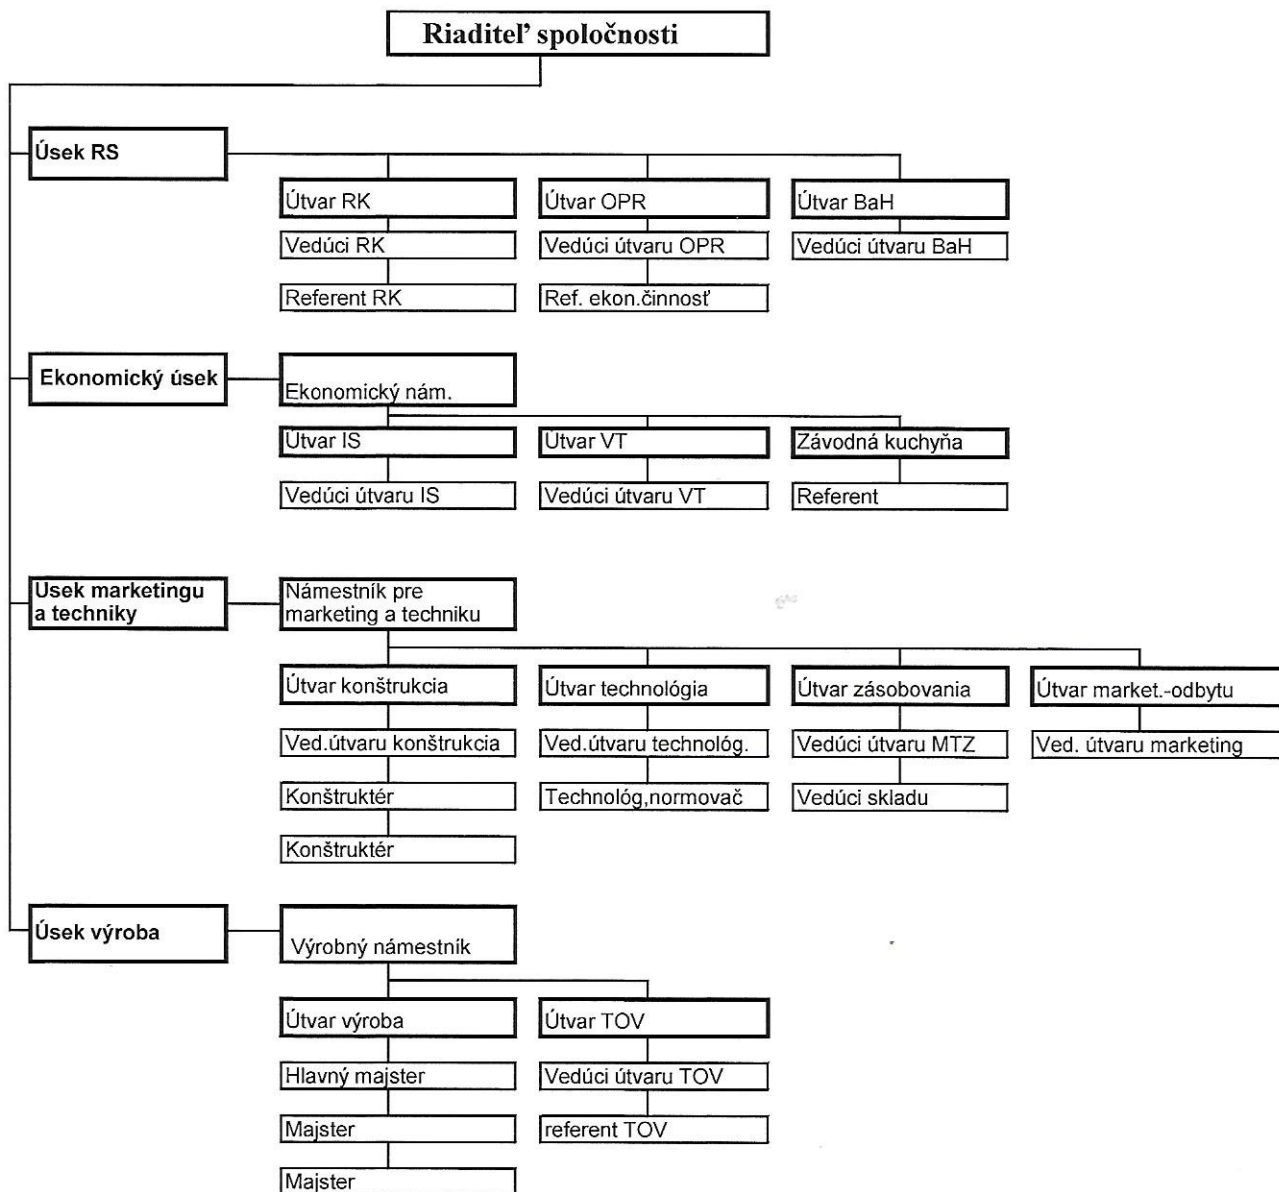 Riaditeľ spoločnosti
Úsek RS
Útvar RK
Útvar OPR
Útvar BaH
Vedúci RK
Vedúci útvaru OPR
Vedúci útvaru BaH
Referent RK
Ref. ekon.činnosť
Ekonomický úsek
Ekonomický nám.
Útvar IS
Útvar VT
Závodná kuchyňa
Vedúci útvaru IS
Vedúci útvaru VT
Referent
Úsek marketingu
a techniky
Námestník pre
marketing a techniku
Útvar konštrukcia
Útvar technológia
Útvar zásobovania
Útvar market.-odbytu
Ved.útvaru konštrukcia
Ved.útvaru technológ.
Vedúci útvaru MTZ
Ved. útvaru marketing
Konštruktér
Technológ,normovač
Vedúci skladu
Konštruktér
Úsek výroba
Výrobný námestník
Útvar výroba
Útvar TOV
Hlavný majster
Vedúci útvaru TOV
Majster
referent TOV
Majster